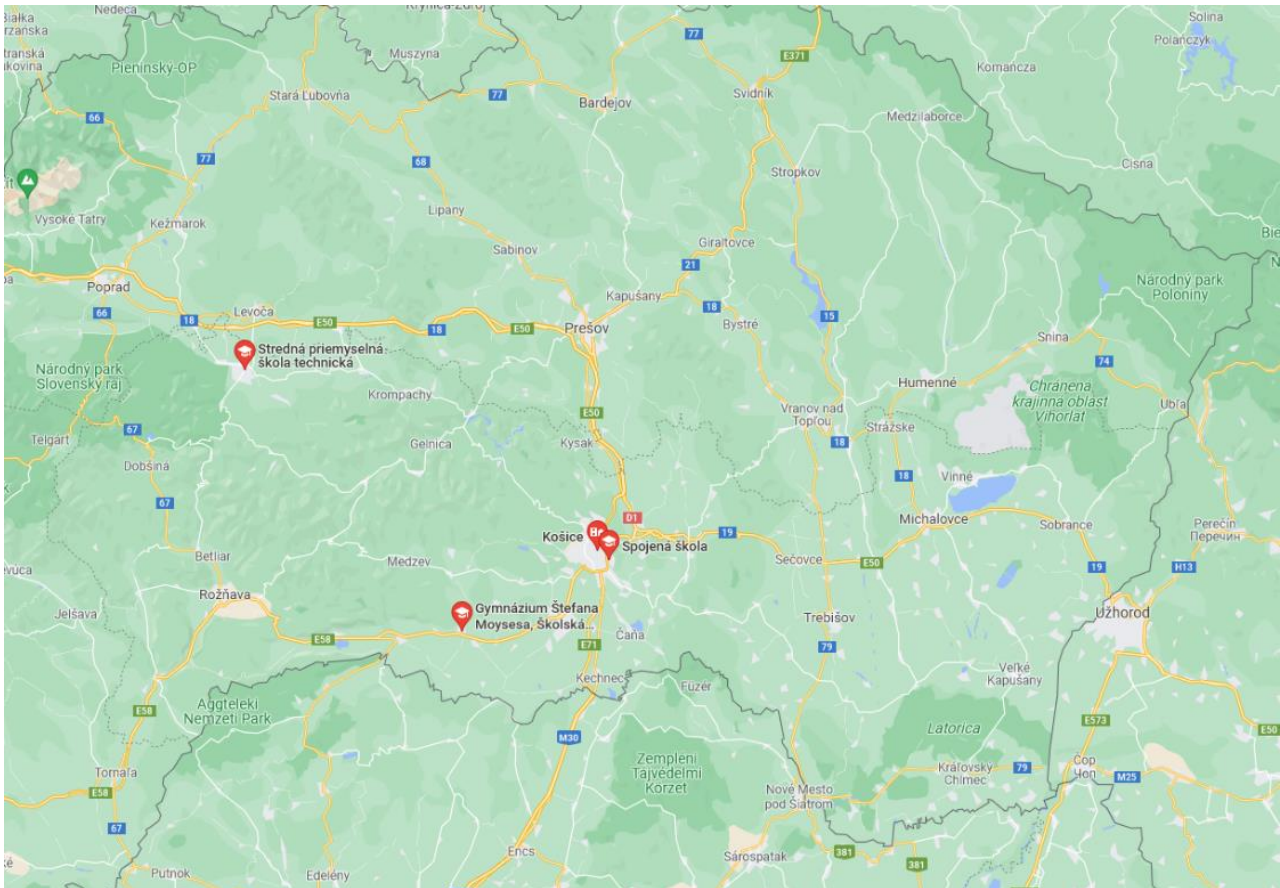 Nedeca
Krynica-Zdrój
Białka
Muszyna
Solina
Polańczyk
Komańcza
Pieninsky-OP
77
E371
Stará Ľubovňa
77
Bardejov
Svidník
Medzilaborce
66
77
68
Stropkov
Cisna
Vysoké Tatry
Kežmarok
Lipany
Sabinov
Giraltovce
21
Národný park
Poloniny
Poprad
Kapušany
18
66
18
Levoča
E50
18
E50
Prešov
Bystré
15
Snina
74
Stredná priemyselná
škola technická
Národný park
Slovenský raj
Krompachy
E50
Humenné
Chránená
krajinna oblast
Vihorlat
Ubľa
Vranov nad
Topľou
Strážske
18
Telgárt
67
Gelnica
Kysak
Dobšiná
18
Vinné
67
D1
Košice
Spojená škola
19
Michalovce
Sobrance
Перечин
Betliar
Medzev
Sečovce
E50
19
H13
Rožňava
Jelšava
Gymnázium Štefana
Moysesa, Školská...
Užhorod
E58
Čaňa
E71
Trebišov
79
Veľké
Kapušany
Kechnec
Füzér
Aggteleki
Nemzeti Park
E58
M30
Latorica
E573
E50
Zempléni
Tájvédelmi
Körzet
Tornaľa
E58
Kráľovský
Chlmec
79
Čop
Чоп
M25
Nové Mesto
pod Šiatrom
67
Encs
Sárospatak
381
381
Putnok
Edelény